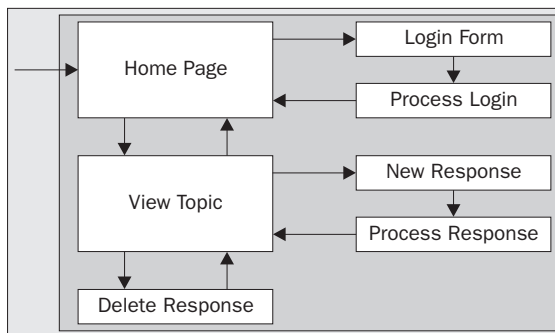 Home Page
Login Form
Process Login
View Topic
New Response
Process Response
Delete Response